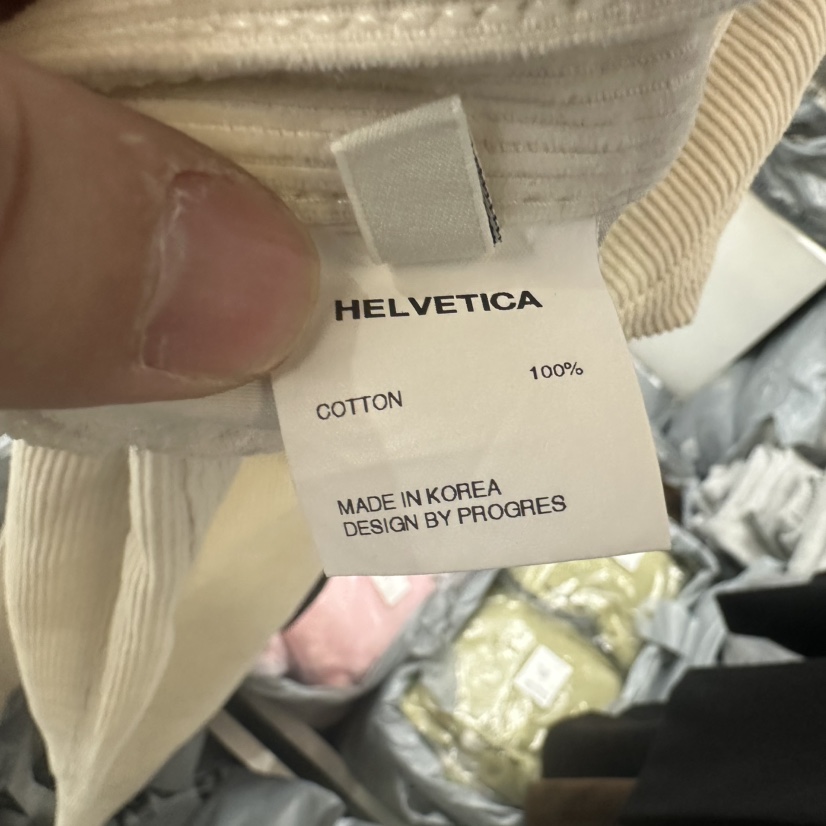 HELVETICA
COTTON 100%
MADE IN KOREA
DESIGN BY PROGRES